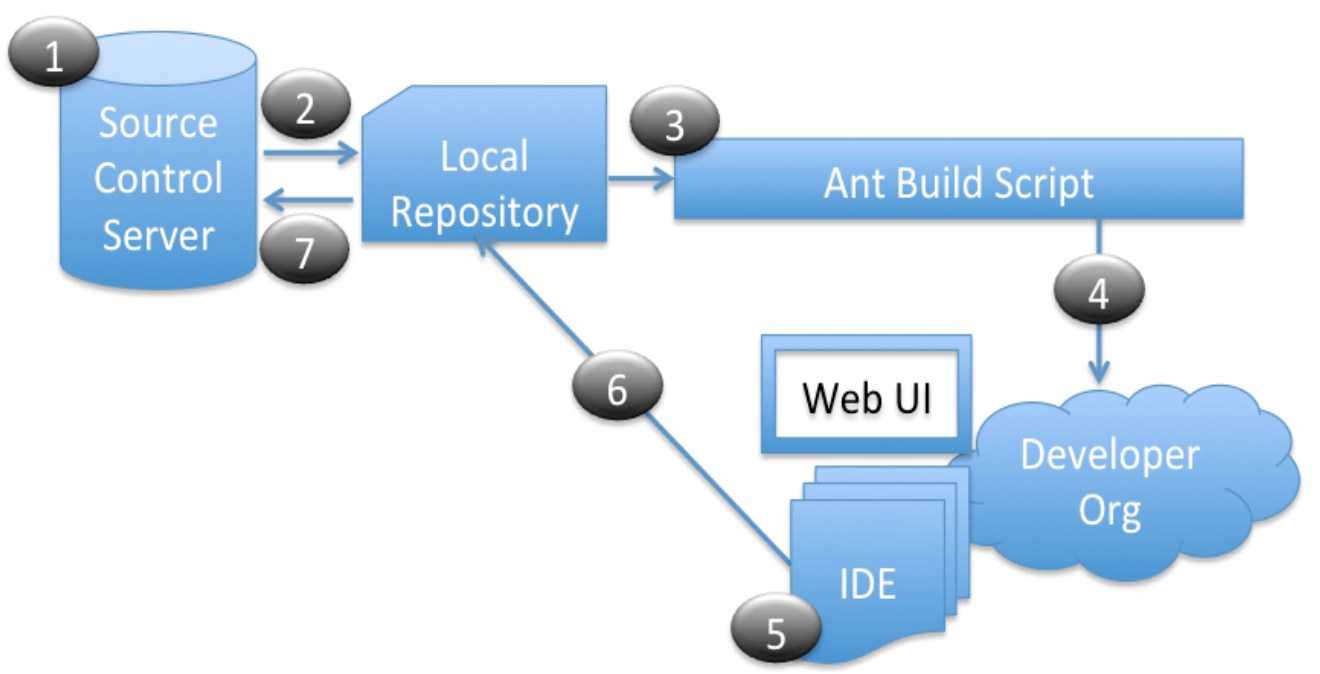 1
Source
Control
Server
2
7
Local
Repository
3
Ant Build Script
4
6
Web UI
Developer
Org
IDE
5